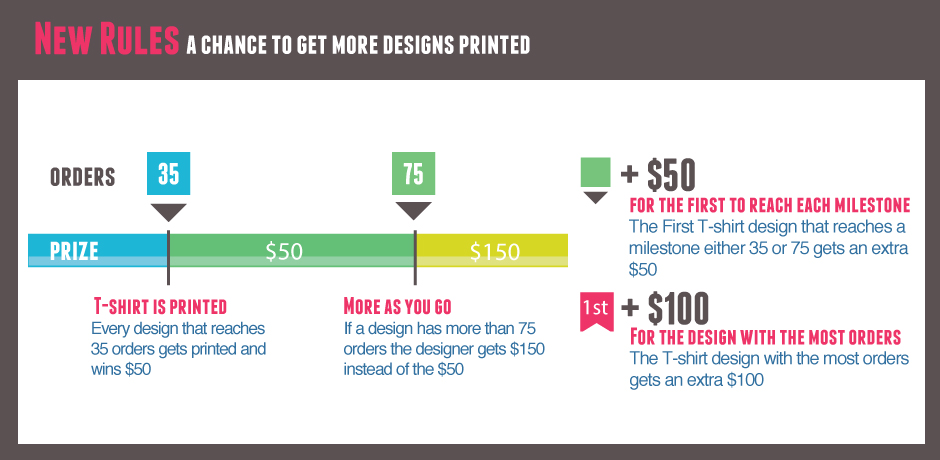 New Rules A CHANCE TO GET MORE DESIGNS PRINTED
ORDERS
35
75
PRIZE
$50
$150
T-SHIRT IS PRINTED
Every design that reaches
35 orders gets printed and
wins $50
MORE AS YOU GO
If a design has more than 75
orders the designer gets $150
instead of the $50
+ $50
FOR THE FIRST TO REACH EACH MILESTONE
The First T-shirt design that reaches a
milestone either 35 or 75 gets an extra
$50
1st
+ $100
FOR THE DESIGN WITH THE MOST ORDERS
The T-shirt design with the most orders
gets an extra $100